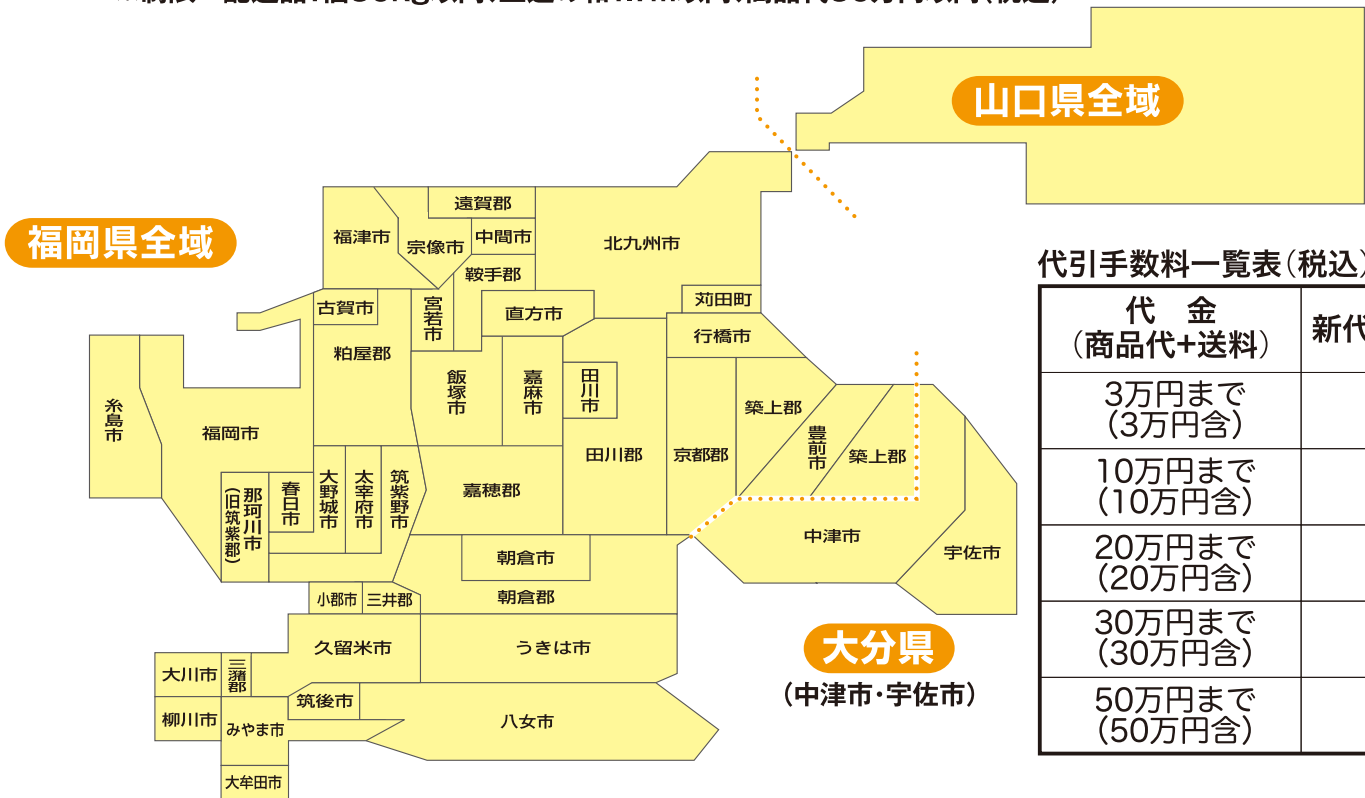 山口県全域
福岡県全域
遠賀郡
福津市
宗像市
中間市
北九州市
鞍手郡
古賀市
宮若市
直方市
苅田町
行橋市
粕屋郡
飯塚市
嘉麻市
田川市
糸島市
福岡市
築上郡
豊前市
築上郡
田川郡
京都郡
那珂川市
(旧筑紫郡)
春日市
大野城市
太宰府市
筑紫野市
嘉穂郡
中津市
宇佐市
朝倉市
小郡市
三井郡
朝倉郡
久留米市
うきは市
大川市
三潴郡
筑後市
柳川市
みやま市
八女市
大牟田市
大分県
(中津市・宇佐市)
代引手数料一覧表(税込)
代 金
(商品代+送料)
新代
3万円まで
(3万円含)
10万円まで
(10万円含)
20万円まで
(20万円含)
30万円まで
(30万円含)
50万円まで
(50万円含)